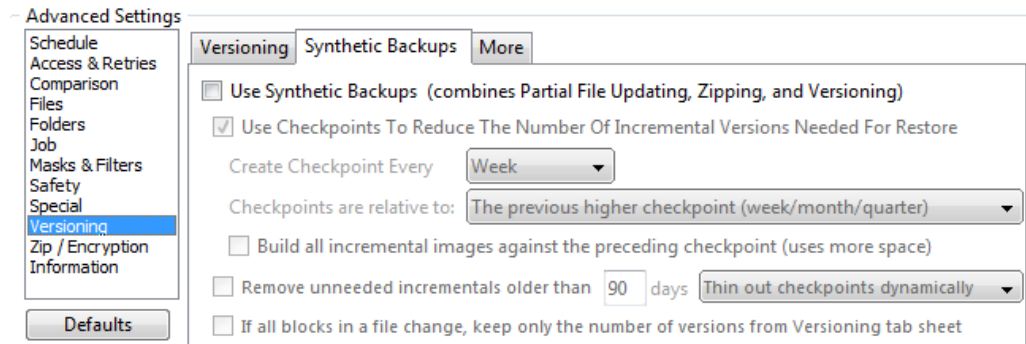 Advanced Settings
Schedule
Access & Retries
Comparison
Files
Folders
Job
Masks & Filters
Safety
Special
Versioning
Zip / Encryption
Information
Defaults
Versioning Synthetic Backups More
Use Synthetic Backups (combines Partial File Updating, Zipping, and Versioning)
Use Checkpoints To Reduce The Number Of Incremental Versions Needed For Restore
Create Checkpoint Every Week
Checkpoints are relative to: The previous higher checkpoint (week/month/quarter)
Build all incremental images against the preceding checkpoint (uses more space)
Remove unneeded incrementals older than 90 days Thin out checkpoints dynamically
If all blocks in a file change, keep only the number of versions from Versioning tab sheet